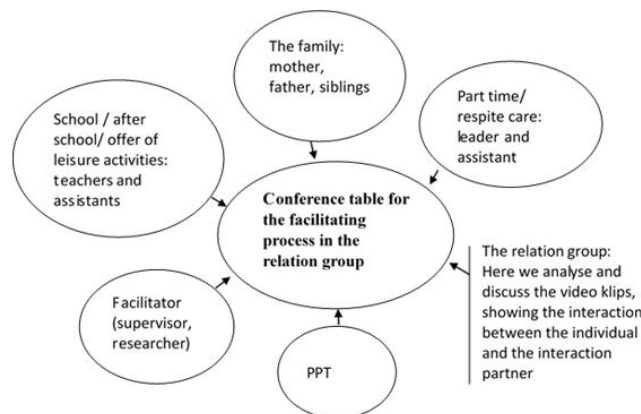 The family:
mother,
father, siblings
Part time/
respite care:
leader and
assistant
School / after
school/ offer of
leisure activities:
teachers and
assistants
Conference table for
the facilitating
process in the
relation group
The relation group:
Here we analyse and
discuss the video klips,
showing the interaction
between the individual
and the interaction
partner
Facilitator
(supervisor,
researcher)
PPT